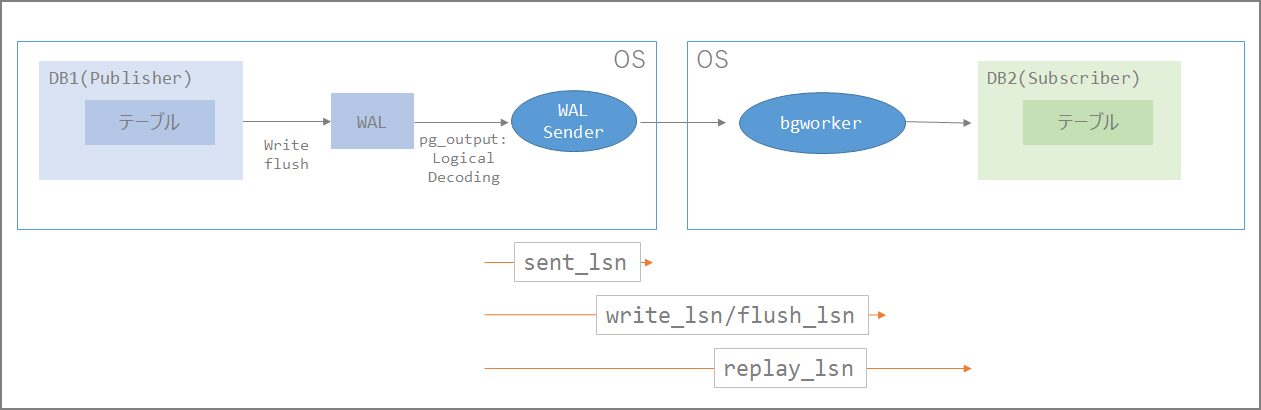 OS
DB1(Publisher)
テーブル
Write
flush
WAL
pg_output:
Logical
Decoding
WAL
Sender
OS
bgworker
DB2(Subscriber)
テーブル
sent_lsn
write_lsn/flush_lsn
replay_lsn